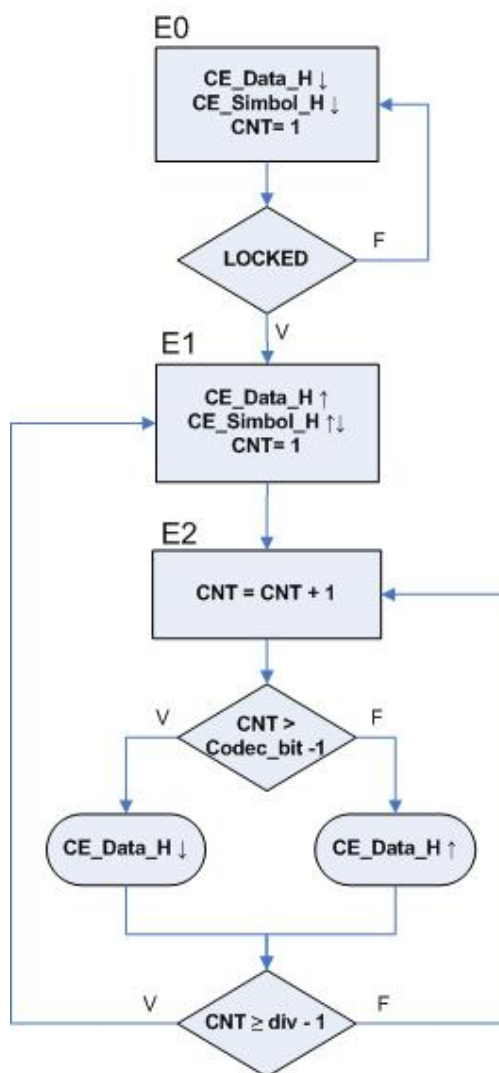 E0
CE_Data_H ↓
CE_Simbol_H ↓
CNT= 1
LOCKED
F
V
E1
CE_Data_H ↑
CE_Simbol_H ↑↓
CNT= 1
E2
CNT = CNT + 1
V
CNT >
Codec_bit -1
F
CE_Data_H ↓
CE_Data_H ↑
V
CNT ≥ div - 1
F